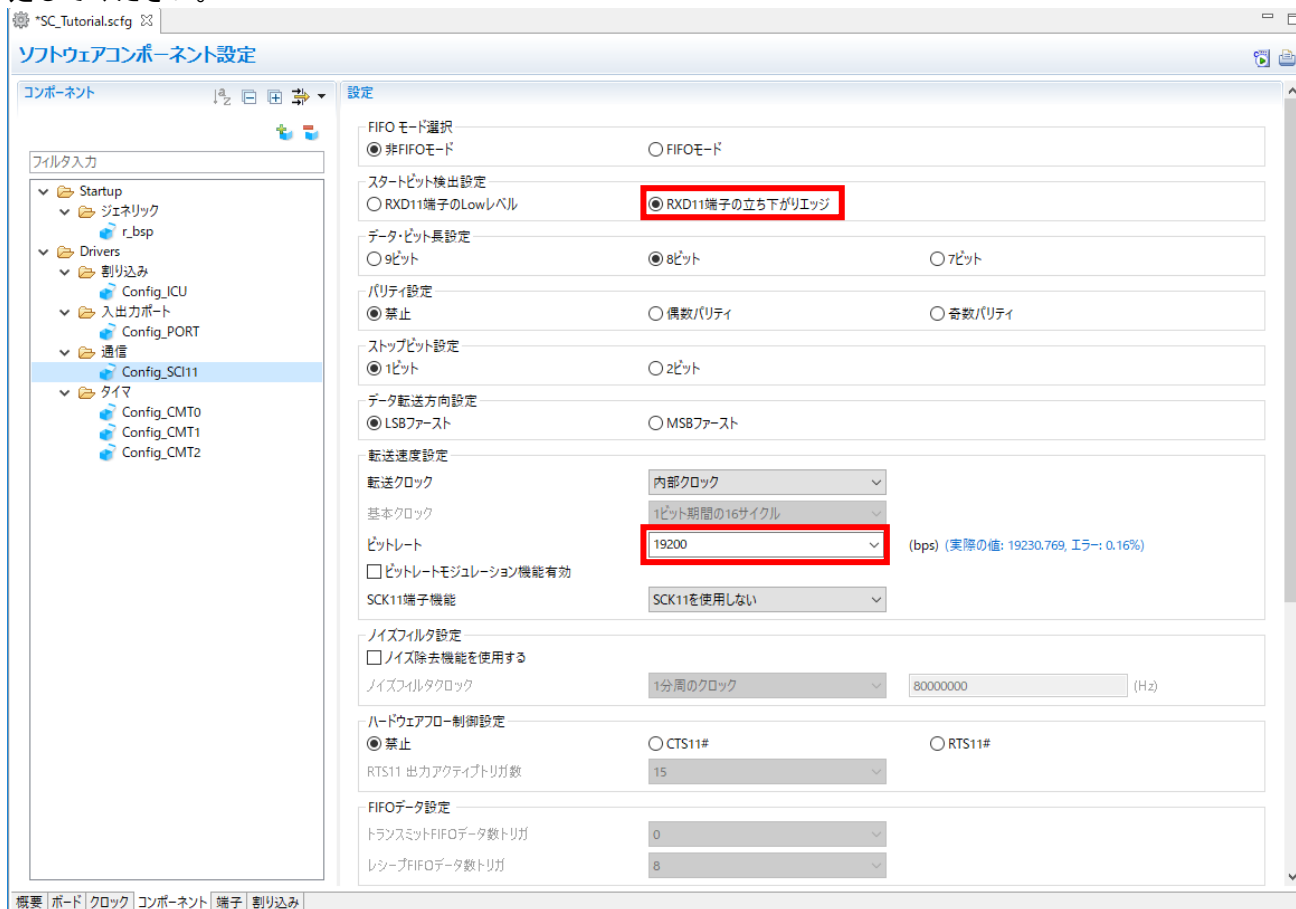 定してください。
*SC_Tutorial.scfg
ソフトウェアコンポーネント設定
コンポーネント
設定
フィルタ入力
Startup
ジェネリック
r_bsp
Drivers
割り込み
Config_ICU
入出力ポート
Config_PORT
通信
Config_SCI11
タイマ
Config_CMT0
Config_CMT1
Config_CMT2
FIFO モード選択
非FIFOモード FIFOモード
スタートビット検出設定
RXD11端子のLowレベル RXD11端子の立ち下がりエッジ
データ・ビット長設定
9ビット 8ビット 7ビット
パリティ設定
禁止 偶数パリティ 奇数パリティ
ストップビット設定
1ビット 2ビット
データ転送方向設定
LSBファースト MSBファースト
転送速度設定
転送クロック 内部クロック
基本クロック 1ビット期間の16サイクル
ビットレート 19200 (bps) (実際の値: 19230.769, エラー: 0.16%)
ビットレートモジュレーション機能有効
SCK11端子機能 SCK11を使用しない
ノイズフィルタ設定
ノイズ除去機能を使用する
ノイズフィルタクロック 1分周のクロック 80000000 (Hz)
ハードウェアフロー制御設定
禁止 CTS11# RTS11#
RTS11 出力アクティブトリガ数 15
FIFOデータ設定
トランスミットFIFOデータ数トリガ 0
レシーブFIFOデータ数トリガ 8
概要 ボード クロック コンポーネント 端子 割り込み